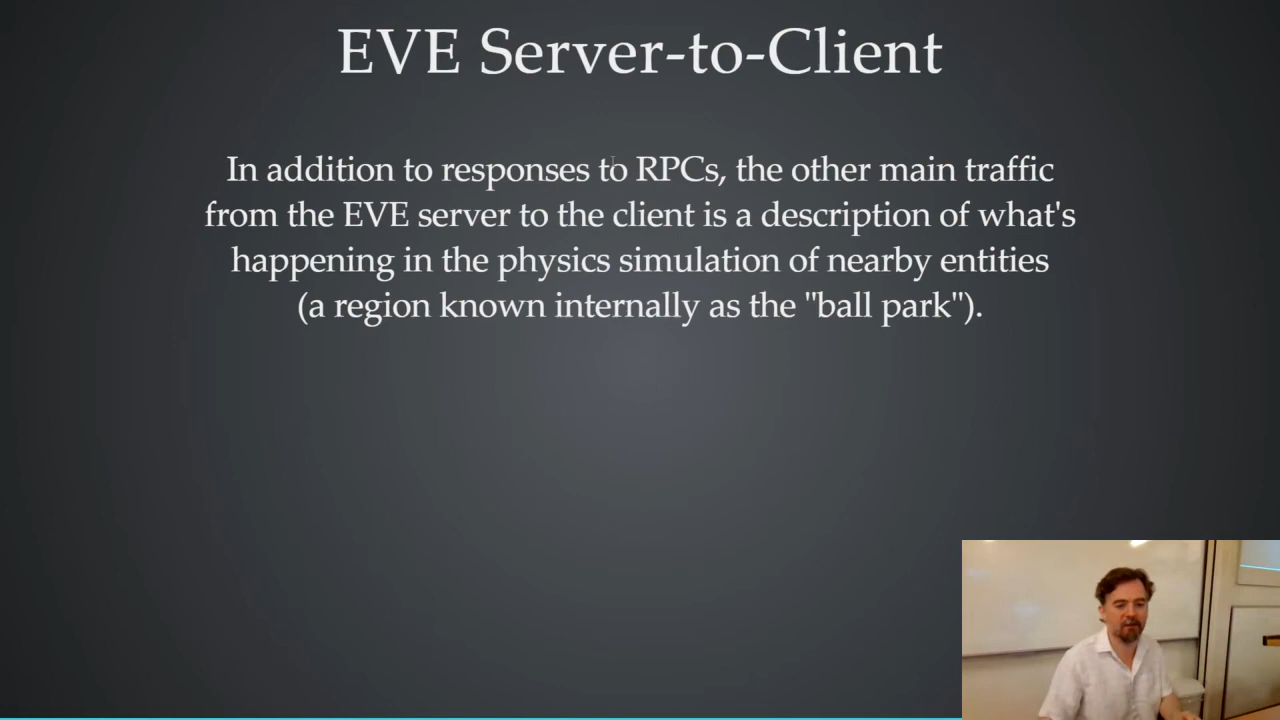 EVE Server-to-Client
In addition to responses to RPCs, the other main traffic
from the EVE server to the client is a description of what's
happening in the physics simulation of nearby entities
(a region known internally as the "ball park").